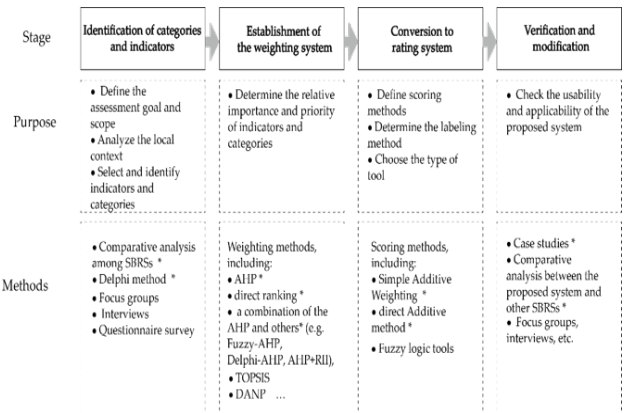 Stage
Identification of categories
and indicators
Establishment of
the weighting system
Conversion to
rating system
Verification and
modification
Purpose
• Define the
assessment goal and
scope
• Analyze the local
context
• Select and identify
indicators and
categories
• Determine the relative
importance and priority
of indicators and
categories
• Define scoring
methods
• Determine the labeling
method
• Choose the type of
tool
• Check the usability
and applicability of the
proposed system
Methods
• Comparative analysis
among SBRSs *
• Delphi method *
• Focus groups
• Interviews
• Questionnaire survey
Weighting methods,
including:
• AHP *
• direct ranking *
• a combination of the
AHP and others* (e.g.
Fuzzy-AHP,
Delphi-AHP, AHP+RII),
• TOPSIS
• DANP ...
Scoring methods,
including:
• Simple Additive
Weighting *
• direct Additive
method *
• Fuzzy logic tools
• Case studies *
• Comparative
analysis between the
proposed system and
other SBRSs *
• Focus groups,
interviews, etc.